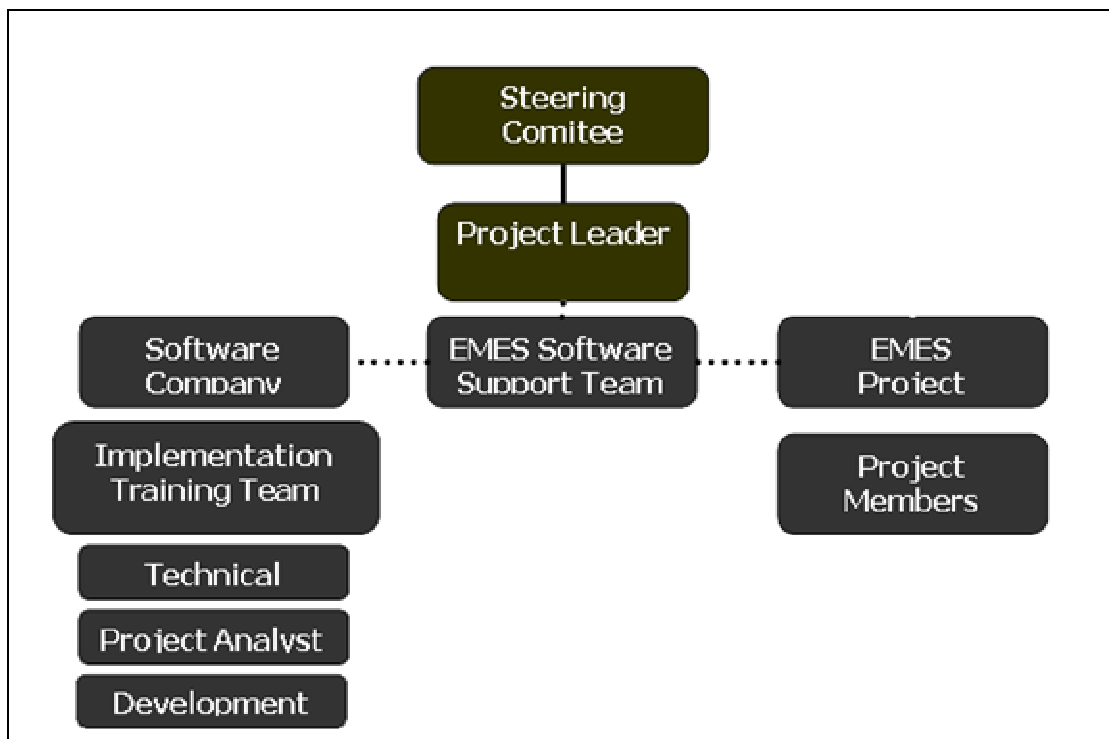 Steering
Comitee
Project Leader
Software
Company
EMES Software
Support Team
EMES
Project
Implementation
Training Team
Project
Members
Technical
Project Analyst
Development